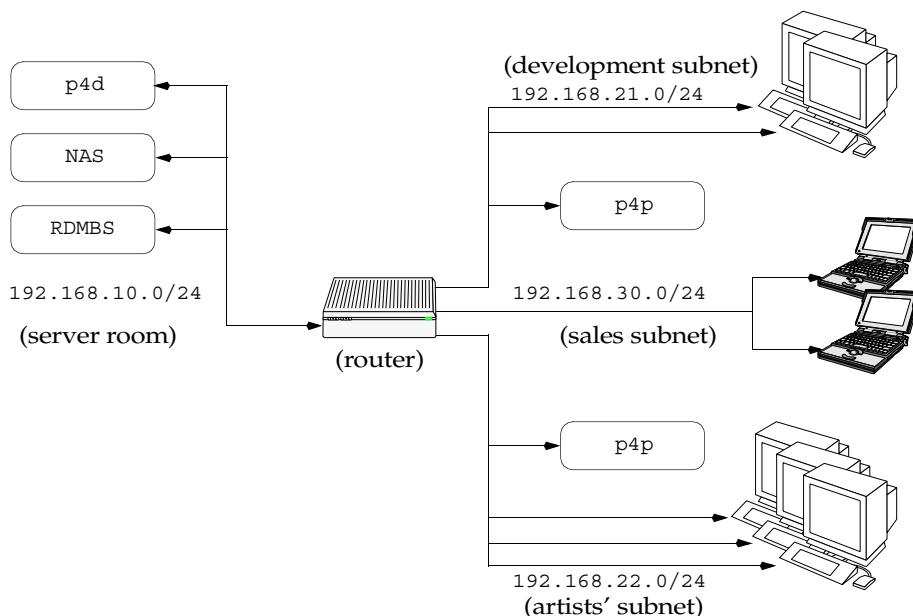 p4d
NAS
RDMBS
192.168.10.0/24
(server room)
(router)
(development subnet)
192.168.21.0/24
p4p
192.168.30.0/24
(sales subnet)
p4p
192.168.22.0/24
(artists’ subnet)